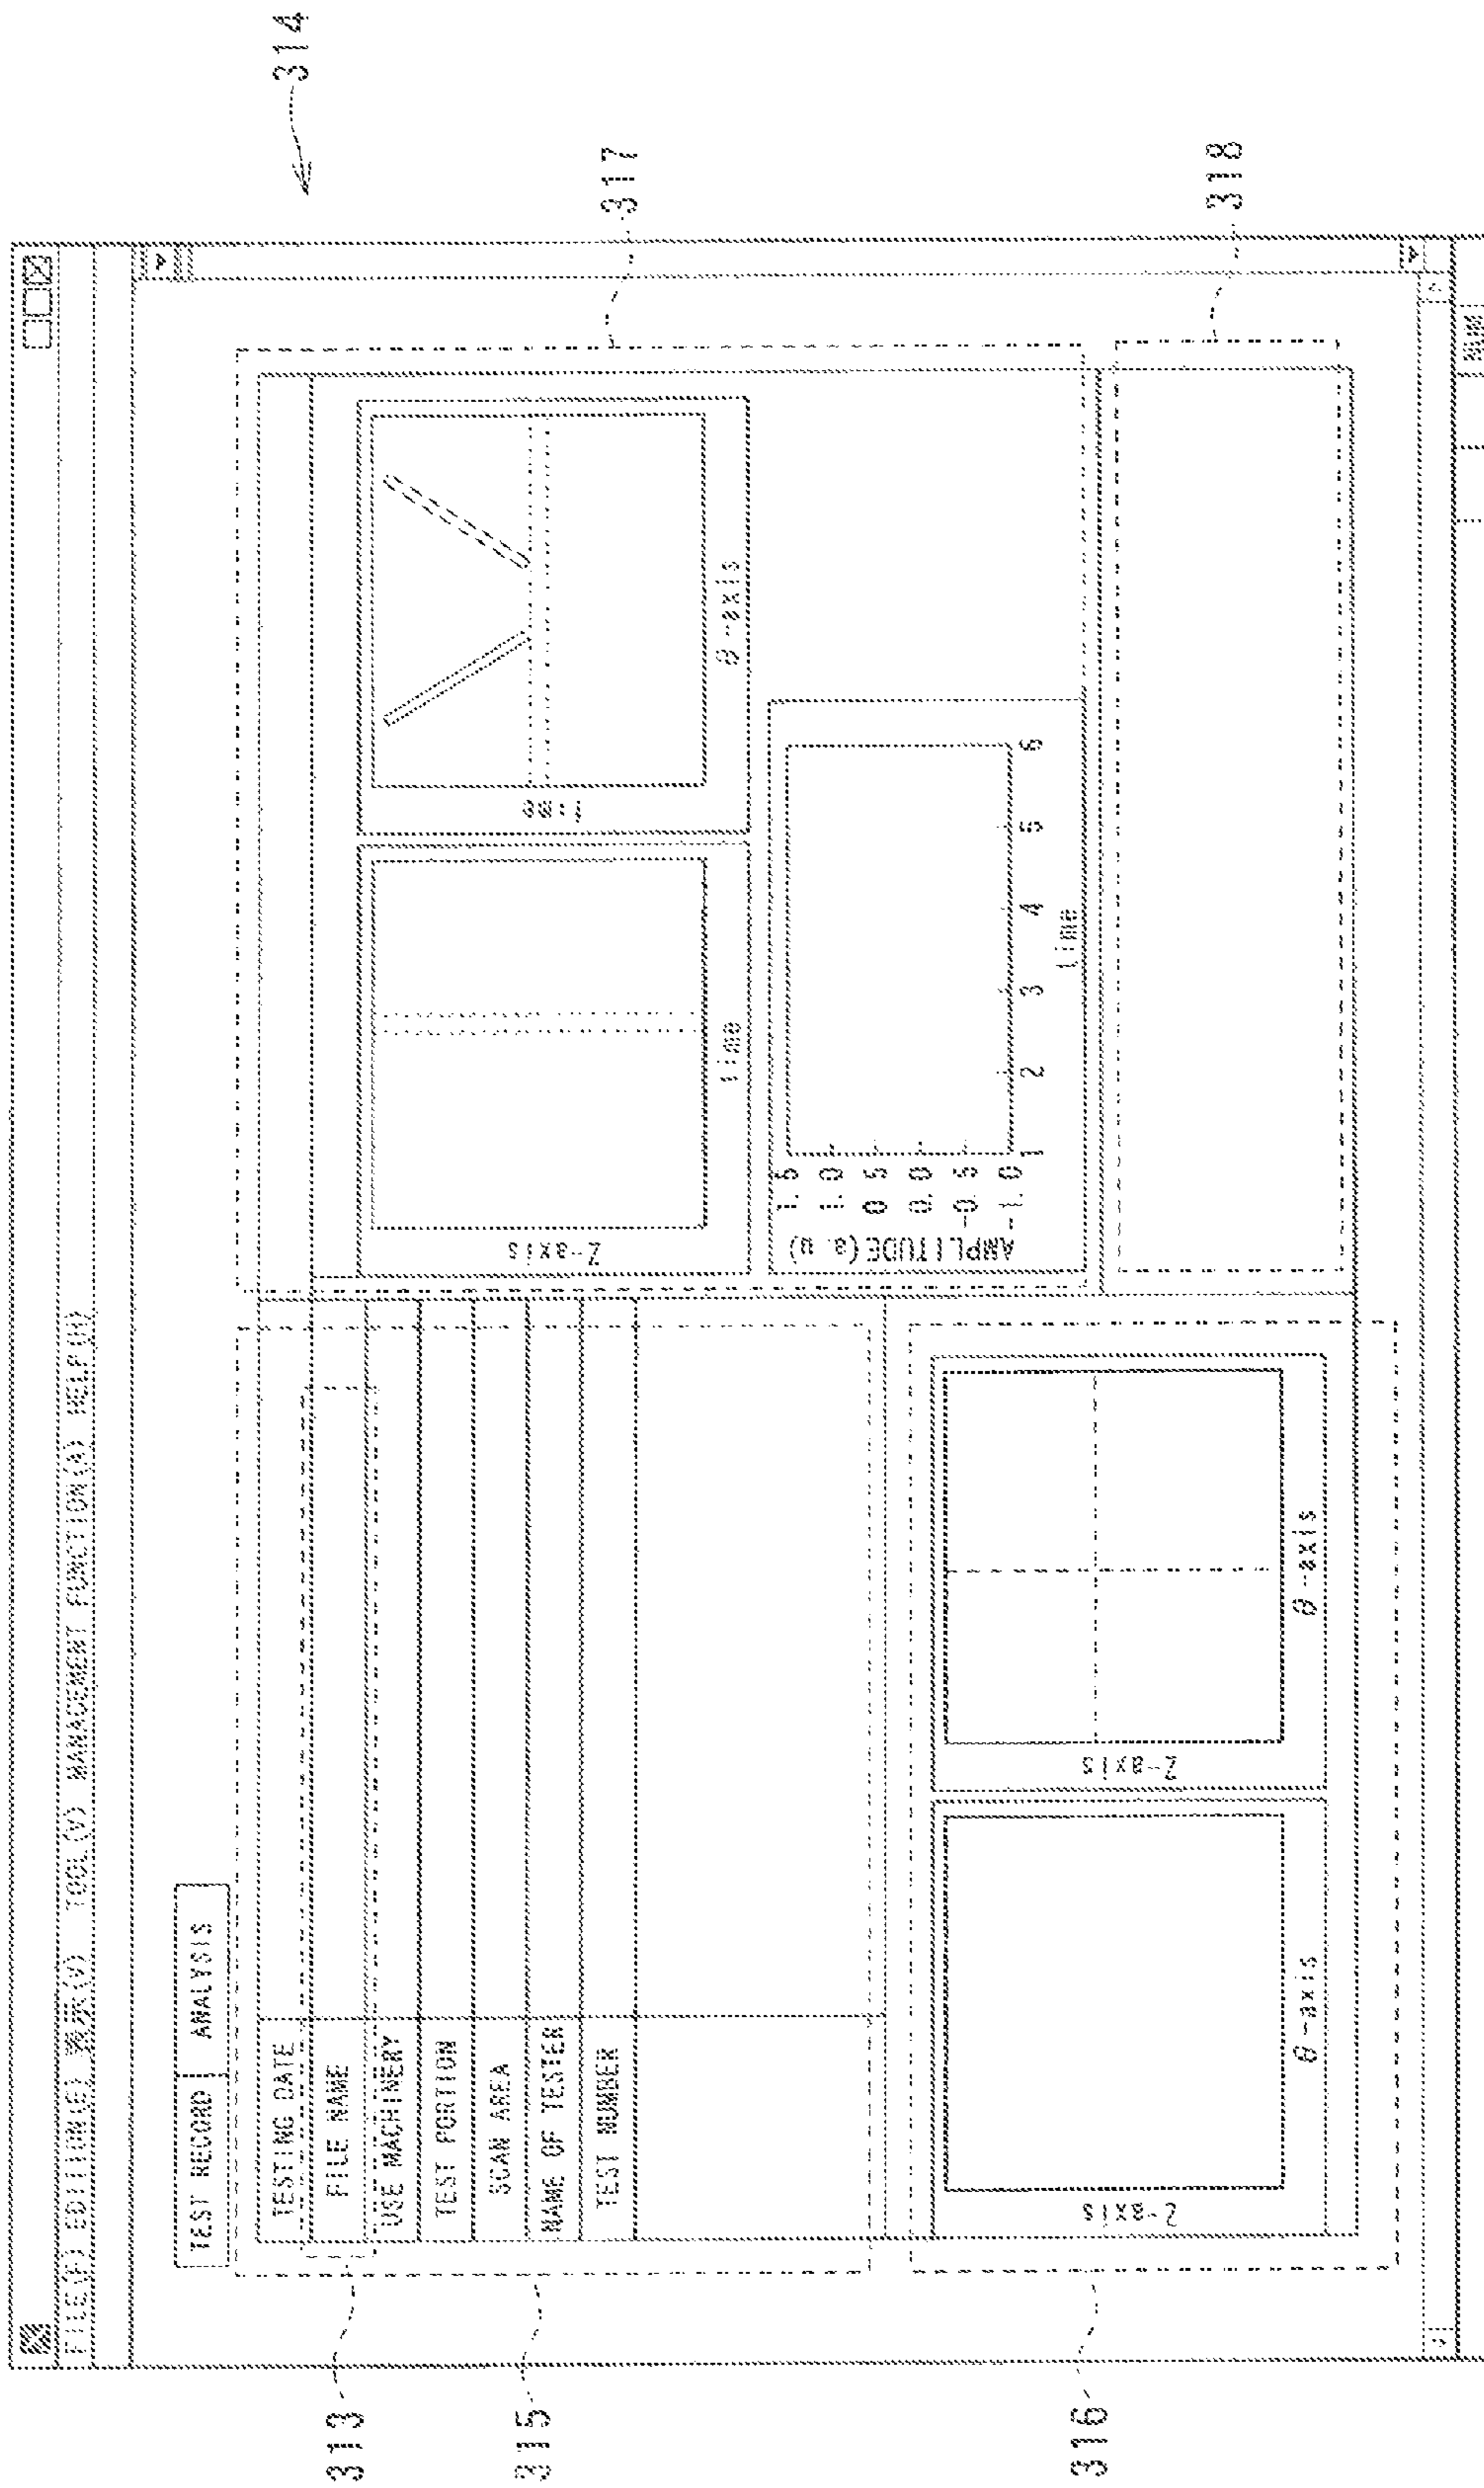 314
FILE(F) EDITION(E) 表示(V) TOOL(V) MANAGEMENT FUNCTION(A) HELP(H)
TEST RECORD ANALYSIS
313
315
TESTING DATE
FILE NAME
USE MACHINERY
TEST PORTION
SCAN AREA
NAME OF TESTER
TEST NUMBER
317
Z-axis
time
time
θ-axis
AMPLITUDE(a.u)
1.5
1.0
0.5
0.0
-0.5
-1.0
1 2 3 4 5 6
time
316
Z-axis
θ-axis
Z-axis
θ-axis
318
NUM